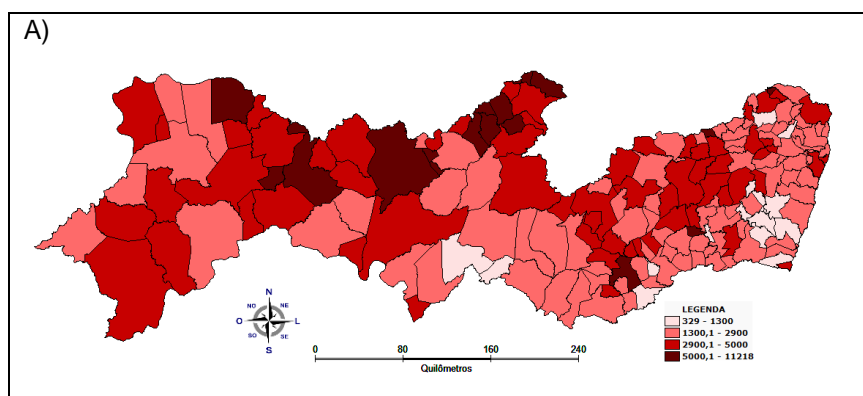 A)
N
NO
NE
O
L
SO
SE
S
LEGENDA
329 - 1300
1300,1 - 2900
2900,1 - 5000
5000,1 - 11218
0
80
160
240
Quilômetros